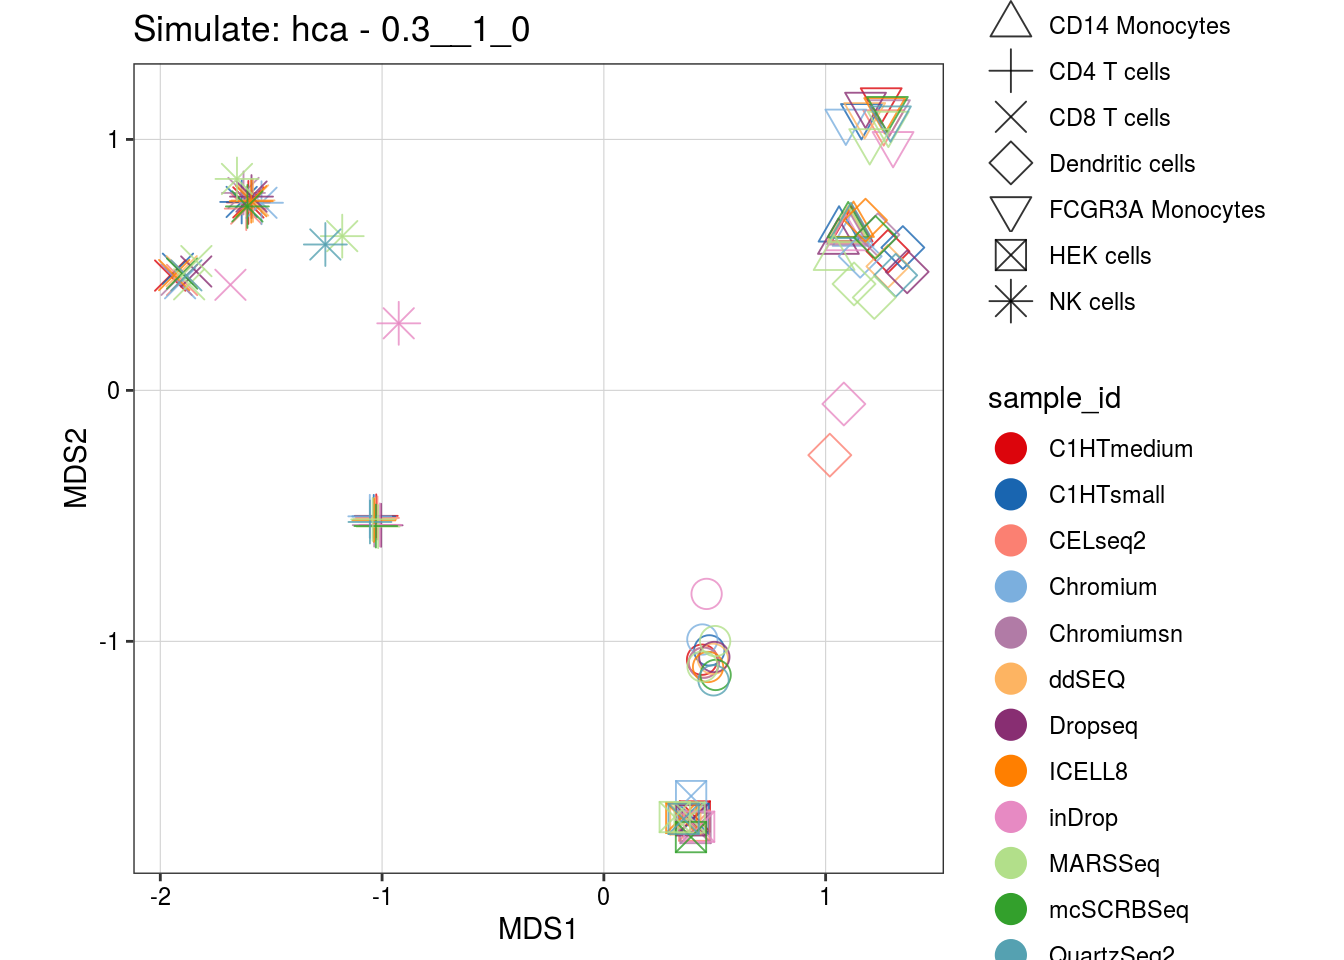 Simulate: hca - 0.3__1_0
CD14 Monocytes
CD4 T cells
CD8 T cells
Dendritic cells
FCGR3A Monocytes
HEK cells
NK cells
sample_id
C1HTmedium
C1HTsmall
CELseq2
Chromium
Chromiumsn
ddSEQ
Dropseq
ICELL8
inDrop
MARSSeq
mcSCRBSeq
QuartzSeq2
1
0
-1
MDS2
-2
-1
0
1
MDS1